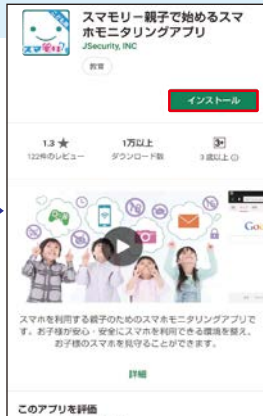 スマモリー親子で始めるスマ
ホモニタリングアプリ
JSecurity, INC
教育
インストール
1.3 ★
122件のレビュー
1万以上
ダウンロード数
3+
3 歳以上
スマホを利用する親子のためのスマホモニタリングアプリで
す。お子様が安心・安全にスマホを利用できる環境を整え、
お子様のスマホを見守ることができます。
詳細
このアプリを評価